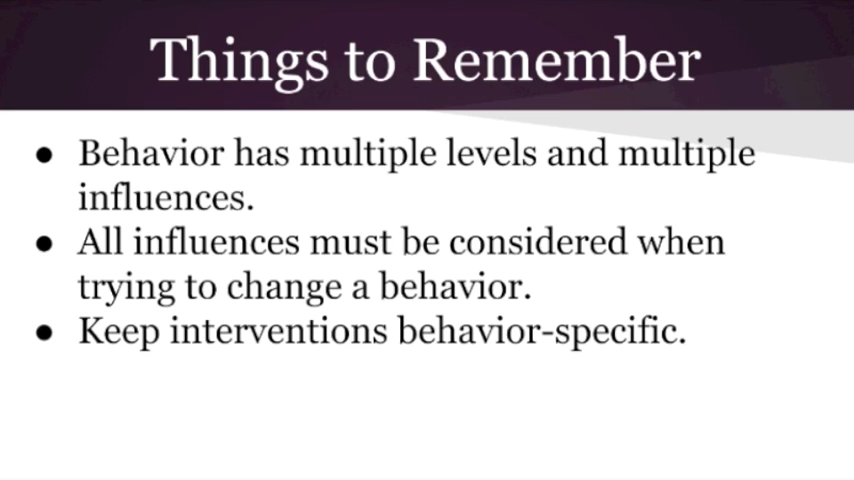 Things to Remember
● Behavior has multiple levels and multiple
influences.
● All influences must be considered when
trying to change a behavior.
● Keep interventions behavior-specific.